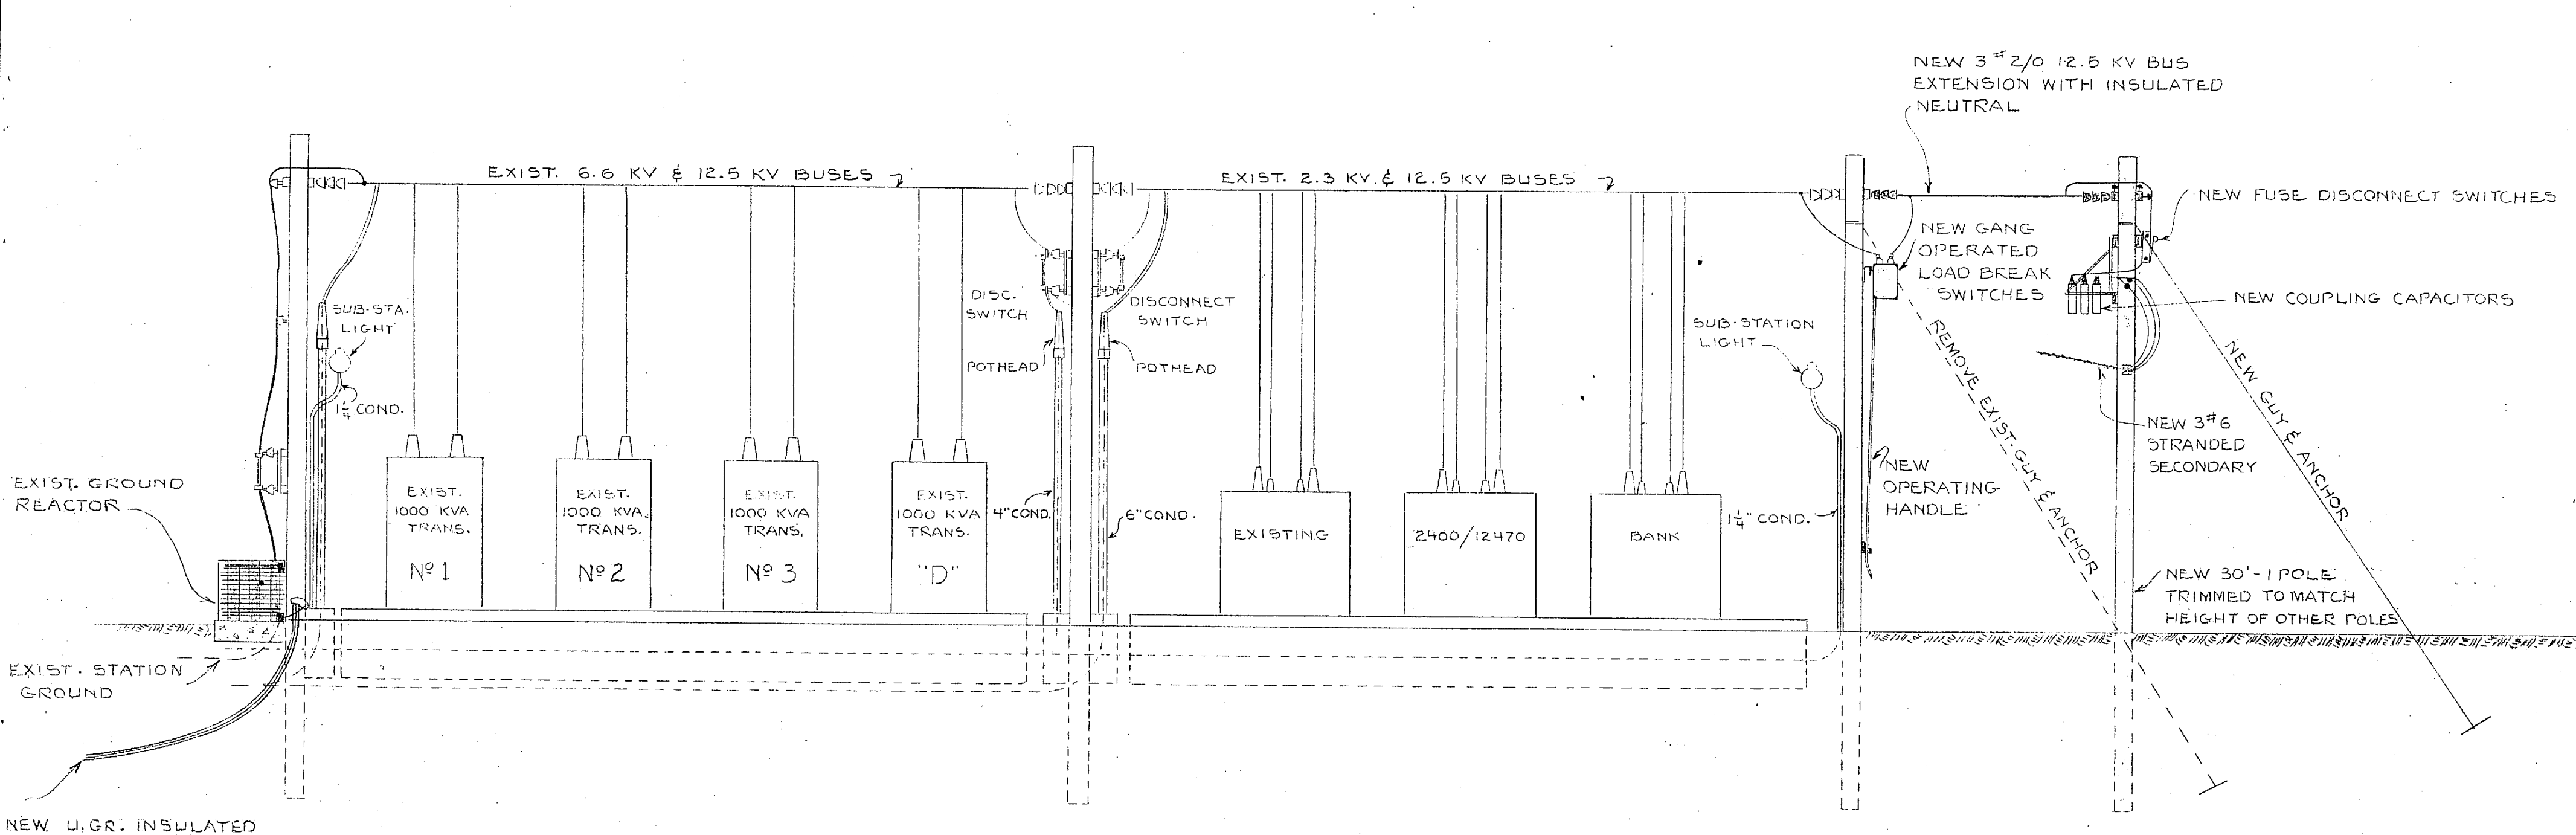 NEW 3 # 2/0 12.5 KV BUS
EXTENSION WITH INSULATED
NEUTRAL
EXIST. 6.6 KV & 12.5 KV BUSES
EXIST. 2.3 KV. & 12.5 KV BUSES
NEW FUSE DISCONNECT SWITCHES
NEW GANG
OPERATED
LOAD BREAK
SWITCHES
NEW COUPLING CAPACITORS
SUB-STA.
LIGHT
1 1/4 COND.
DISC.
SWITCH
DISCONNECT
SWITCH
POTHEAD
POTHEAD
SUB-STATION
LIGHT
REMOVE EXIST. GUY & ANCHOR
NEW GUY & ANCHOR
NEW 3#6
STRANDED
SECONDARY
EXIST. GROUND
REACTOR
EXIST.
1000 KVA
TRANS.
Nº 1
EXIST.
1000 KVA.
TRANS.
Nº 2
EXIST.
1000 KVA
TRANS.
Nº 3
EXIST.
1000 KVA
TRANS.
"D"
4" COND.
6" COND.
EXISTING
2400/12470
BANK
1 1/4" COND.
NEW
OPERATING
HANDLE
NEW 30'-1 POLE
TRIMMED TO MATCH
HEIGHT OF OTHER POLES
EXIST. STATION
GROUND
NEW U.GR. INSULATED